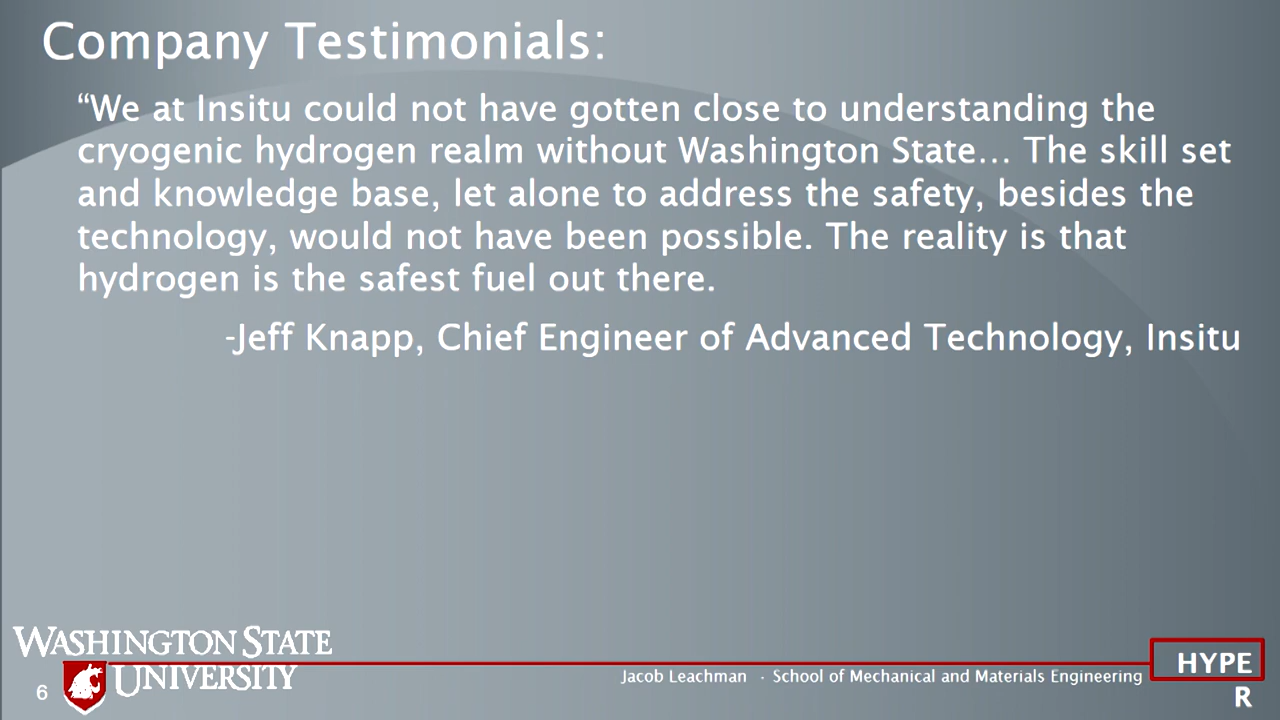 Company Testimonials:
“We at Insitu could not have gotten close to understanding the
cryogenic hydrogen realm without Washington State… The skill set
and knowledge base, let alone to address the safety, besides the
technology, would not have been possible. The reality is that
hydrogen is the safest fuel out there.
-Jeff Knapp, Chief Engineer of Advanced Technology, Insitu
WASHINGTON STATE
UNIVERSITY
6
Jacob Leachman · School of Mechanical and Materials Engineering
HYPE
R